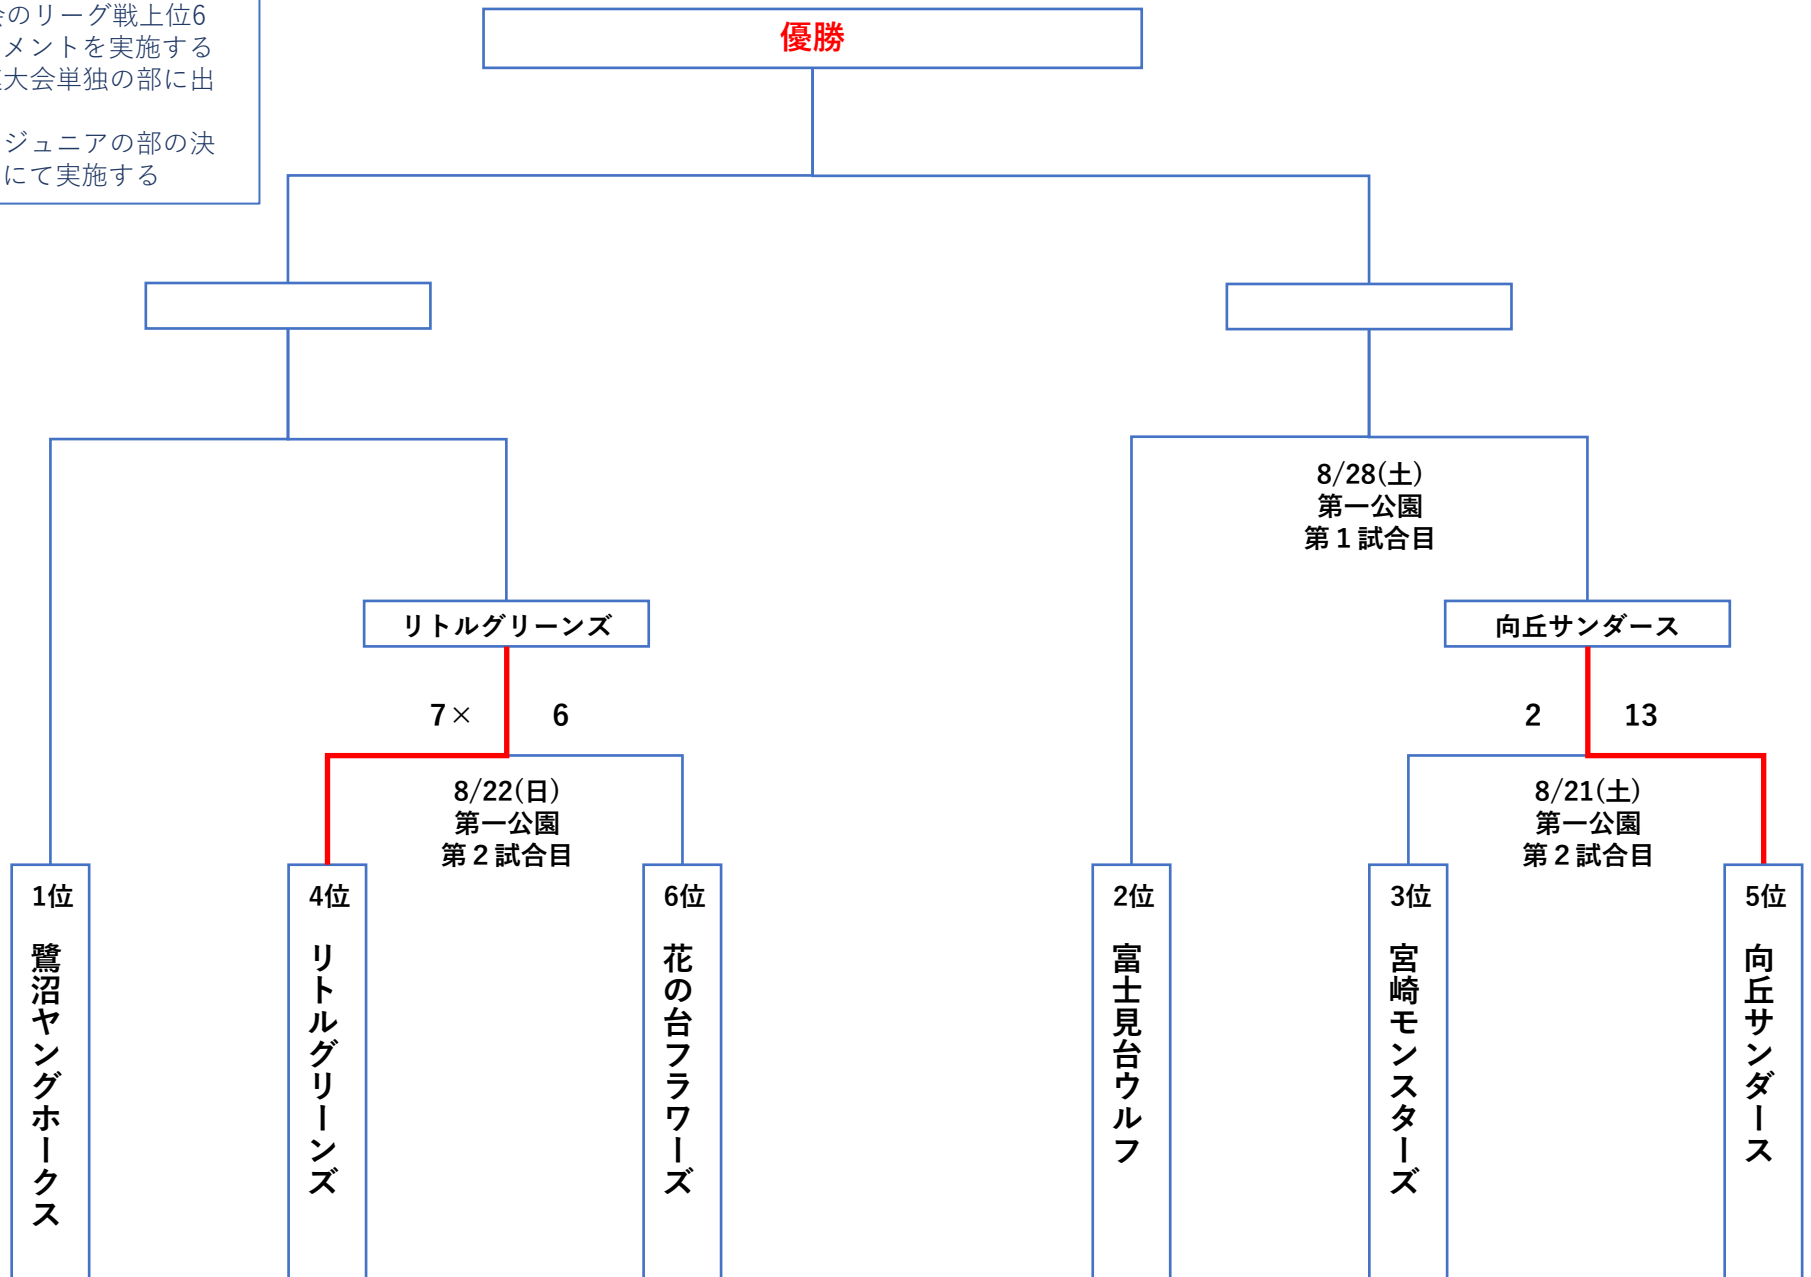 会のリーグ戦上位6
メントを実施する
大会単独の部に出
ジュニアの部の決
にて実施する
優勝
8/28(土)
第一公園
第１試合目
リトルグリーンズ
向丘サンダース
7× 6
2 13
8/22(日)
第一公園
第２試合目
8/21(土)
第一公園
第２試合目
1位
鷺沼ヤングホークス
4位
リトルグリーンズ
6位
花の台フラワーズ
2位
富士見台ウルフ
3位
宮崎モンスターズ
5位
向丘サンダース